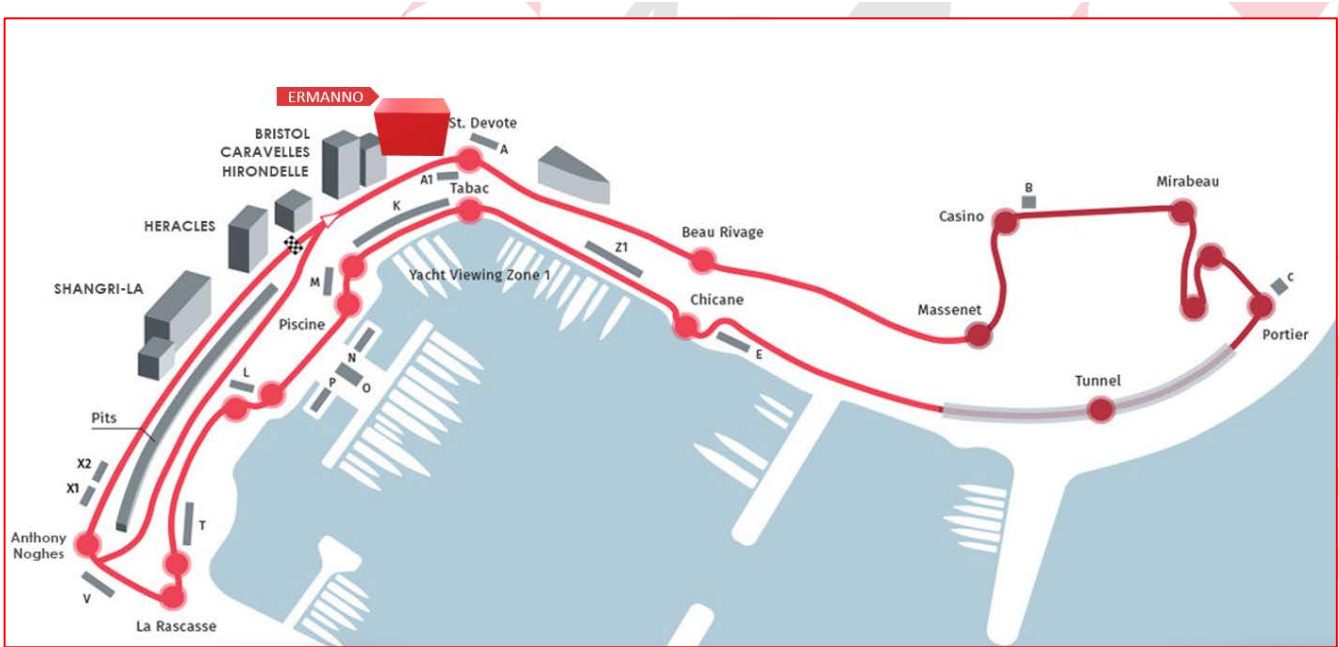 ERMANNO
St. Devote
A
BRISTOL
CARAVELLES
HIRONDELLE
A1
Tabac
K
HERACLES
SHANGRI-LA
M
Yacht Viewing Zone 1
Z1
Piscine
Beau Rivage
Chicane
E
Casino
B
Mirabeau
Massenet
C
Portier
Tunnel
N
O
P
L
Pits
X2
X1
T
Anthony
Noghes
V
La Rascasse